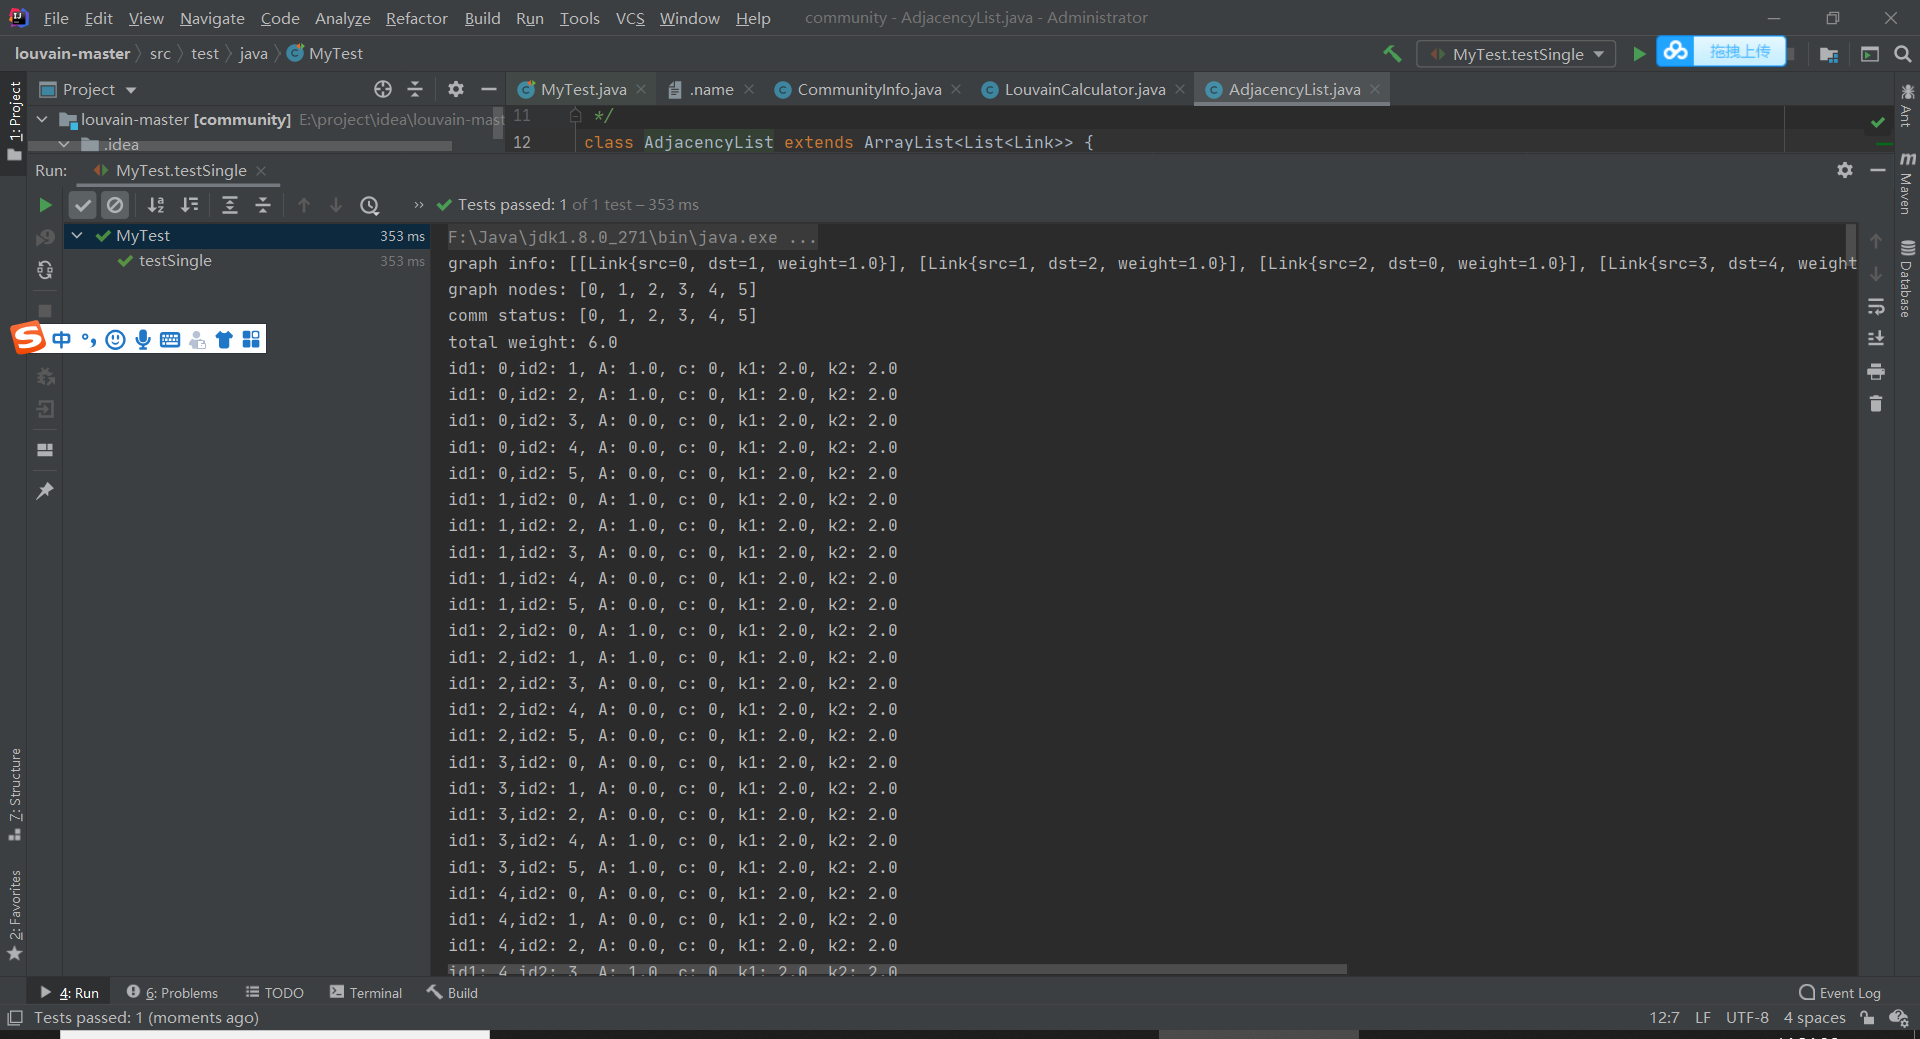 File Edit View Navigate Code Analyze Refactor Build Run Tools VCS Window Help community - AdjacencyList.java - Administrator
louvain-master src test java MyTest MyTest.testSingle 拖拽上传
Project MyTest.java .name CommunityInfo.java LouvainCalculator.java AdjacencyList.java
louvain-master [community] E:\project\idea\louvain-mast 11 */
.idea 12 class AdjacencyList extends ArrayList<List<Link>> {
Run: MyTest.testSingle
Tests passed: 1 of 1 test – 353 ms
MyTest 353 ms
testSingle 353 ms
F:\Java\jdk1.8.0_271\bin\java.exe ...
graph info: [[Link{src=0, dst=1, weight=1.0}], [Link{src=1, dst=2, weight=1.0}], [Link{src=2, dst=0, weight=1.0}], [Link{src=3, dst=4, weight
graph nodes: [0, 1, 2, 3, 4, 5]
comm status: [0, 1, 2, 3, 4, 5]
total weight: 6.0
id1: 0,id2: 1, A: 1.0, c: 0, k1: 2.0, k2: 2.0
id1: 0,id2: 2, A: 1.0, c: 0, k1: 2.0, k2: 2.0
id1: 0,id2: 3, A: 0.0, c: 0, k1: 2.0, k2: 2.0
id1: 0,id2: 4, A: 0.0, c: 0, k1: 2.0, k2: 2.0
id1: 0,id2: 5, A: 0.0, c: 0, k1: 2.0, k2: 2.0
id1: 1,id2: 0, A: 1.0, c: 0, k1: 2.0, k2: 2.0
id1: 1,id2: 2, A: 1.0, c: 0, k1: 2.0, k2: 2.0
id1: 1,id2: 3, A: 0.0, c: 0, k1: 2.0, k2: 2.0
id1: 1,id2: 4, A: 0.0, c: 0, k1: 2.0, k2: 2.0
id1: 1,id2: 5, A: 0.0, c: 0, k1: 2.0, k2: 2.0
id1: 2,id2: 0, A: 1.0, c: 0, k1: 2.0, k2: 2.0
id1: 2,id2: 1, A: 1.0, c: 0, k1: 2.0, k2: 2.0
id1: 2,id2: 3, A: 0.0, c: 0, k1: 2.0, k2: 2.0
id1: 2,id2: 4, A: 0.0, c: 0, k1: 2.0, k2: 2.0
id1: 2,id2: 5, A: 0.0, c: 0, k1: 2.0, k2: 2.0
id1: 3,id2: 0, A: 0.0, c: 0, k1: 2.0, k2: 2.0
id1: 3,id2: 1, A: 0.0, c: 0, k1: 2.0, k2: 2.0
id1: 3,id2: 2, A: 0.0, c: 0, k1: 2.0, k2: 2.0
id1: 3,id2: 4, A: 1.0, c: 0, k1: 2.0, k2: 2.0
id1: 3,id2: 5, A: 1.0, c: 0, k1: 2.0, k2: 2.0
id1: 4,id2: 0, A: 0.0, c: 0, k1: 2.0, k2: 2.0
id1: 4,id2: 1, A: 0.0, c: 0, k1: 2.0, k2: 2.0
id1: 4,id2: 2, A: 0.0, c: 0, k1: 2.0, k2: 2.0
id1: 4,id2: 3, A: 1.0, c: 0, k1: 2.0, k2: 2.0
中
1: Project
7: Structure
2: Favorites
Ant
Maven
Database
4: Run 6: Problems TODO Terminal Build Event Log
Tests passed: 1 (moments ago) 12:7 LF UTF-8 4 spaces